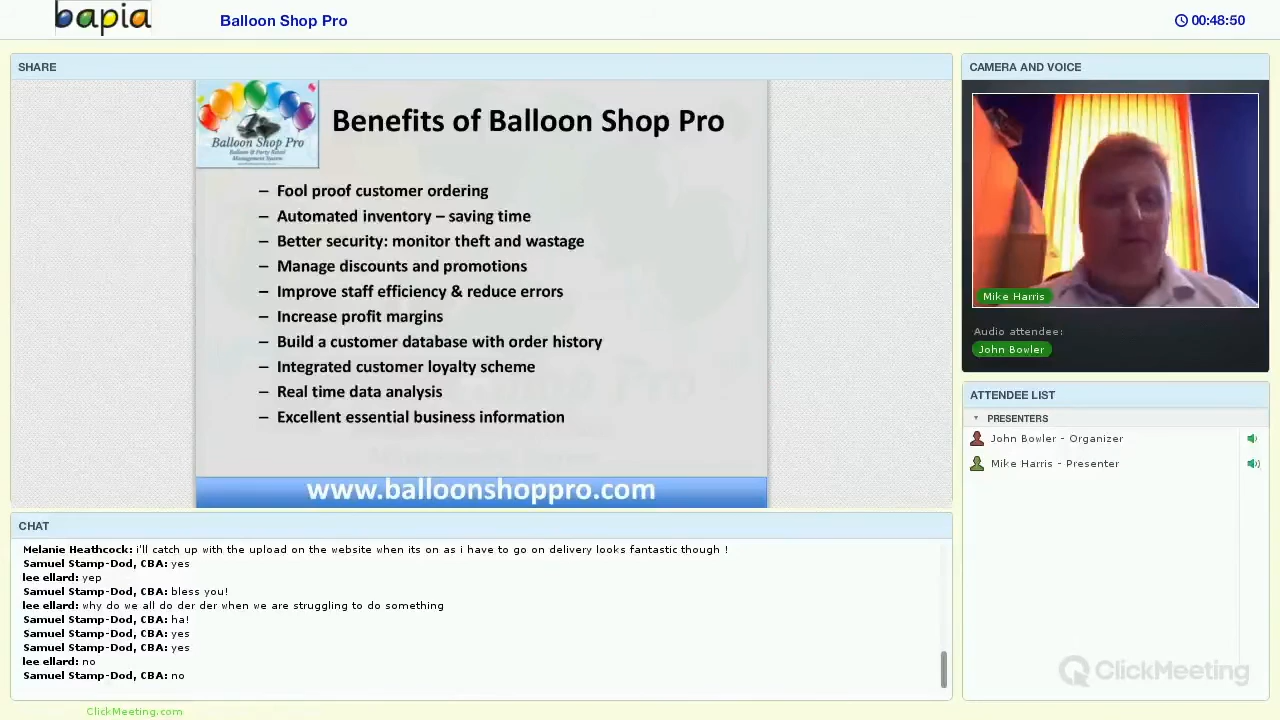 bapia
Balloon Shop Pro
00:48:50
SHARE
Balloon Shop Pro
Balloon & Party Retail
Management System
Benefits of Balloon Shop Pro
– Fool proof customer ordering
– Automated inventory – saving time
– Better security: monitor theft and wastage
– Manage discounts and promotions
– Improve staff efficiency & reduce errors
– Increase profit margins
– Build a customer database with order history
– Integrated customer loyalty scheme
– Real time data analysis
– Excellent essential business information
www.balloonshoppro.com
CAMERA AND VOICE
Mike Harris
Audio attendee:
John Bowler
ATTENDEE LIST
PRESENTERS
John Bowler - Organizer
Mike Harris - Presenter
CHAT
Melanie Heathcock: i'll catch up with the upload on the website when its on as i have to go on delivery looks fantastic though !
Samuel Stamp-Dod, CBA: yes
lee ellard: yep
Samuel Stamp-Dod, CBA: bless you!
lee ellard: why do we all do der der when we are struggling to do something
Samuel Stamp-Dod, CBA: ha!
Samuel Stamp-Dod, CBA: yes
Samuel Stamp-Dod, CBA: yes
lee ellard: no
Samuel Stamp-Dod, CBA: no
ClickMeeting
ClickMeeting.com